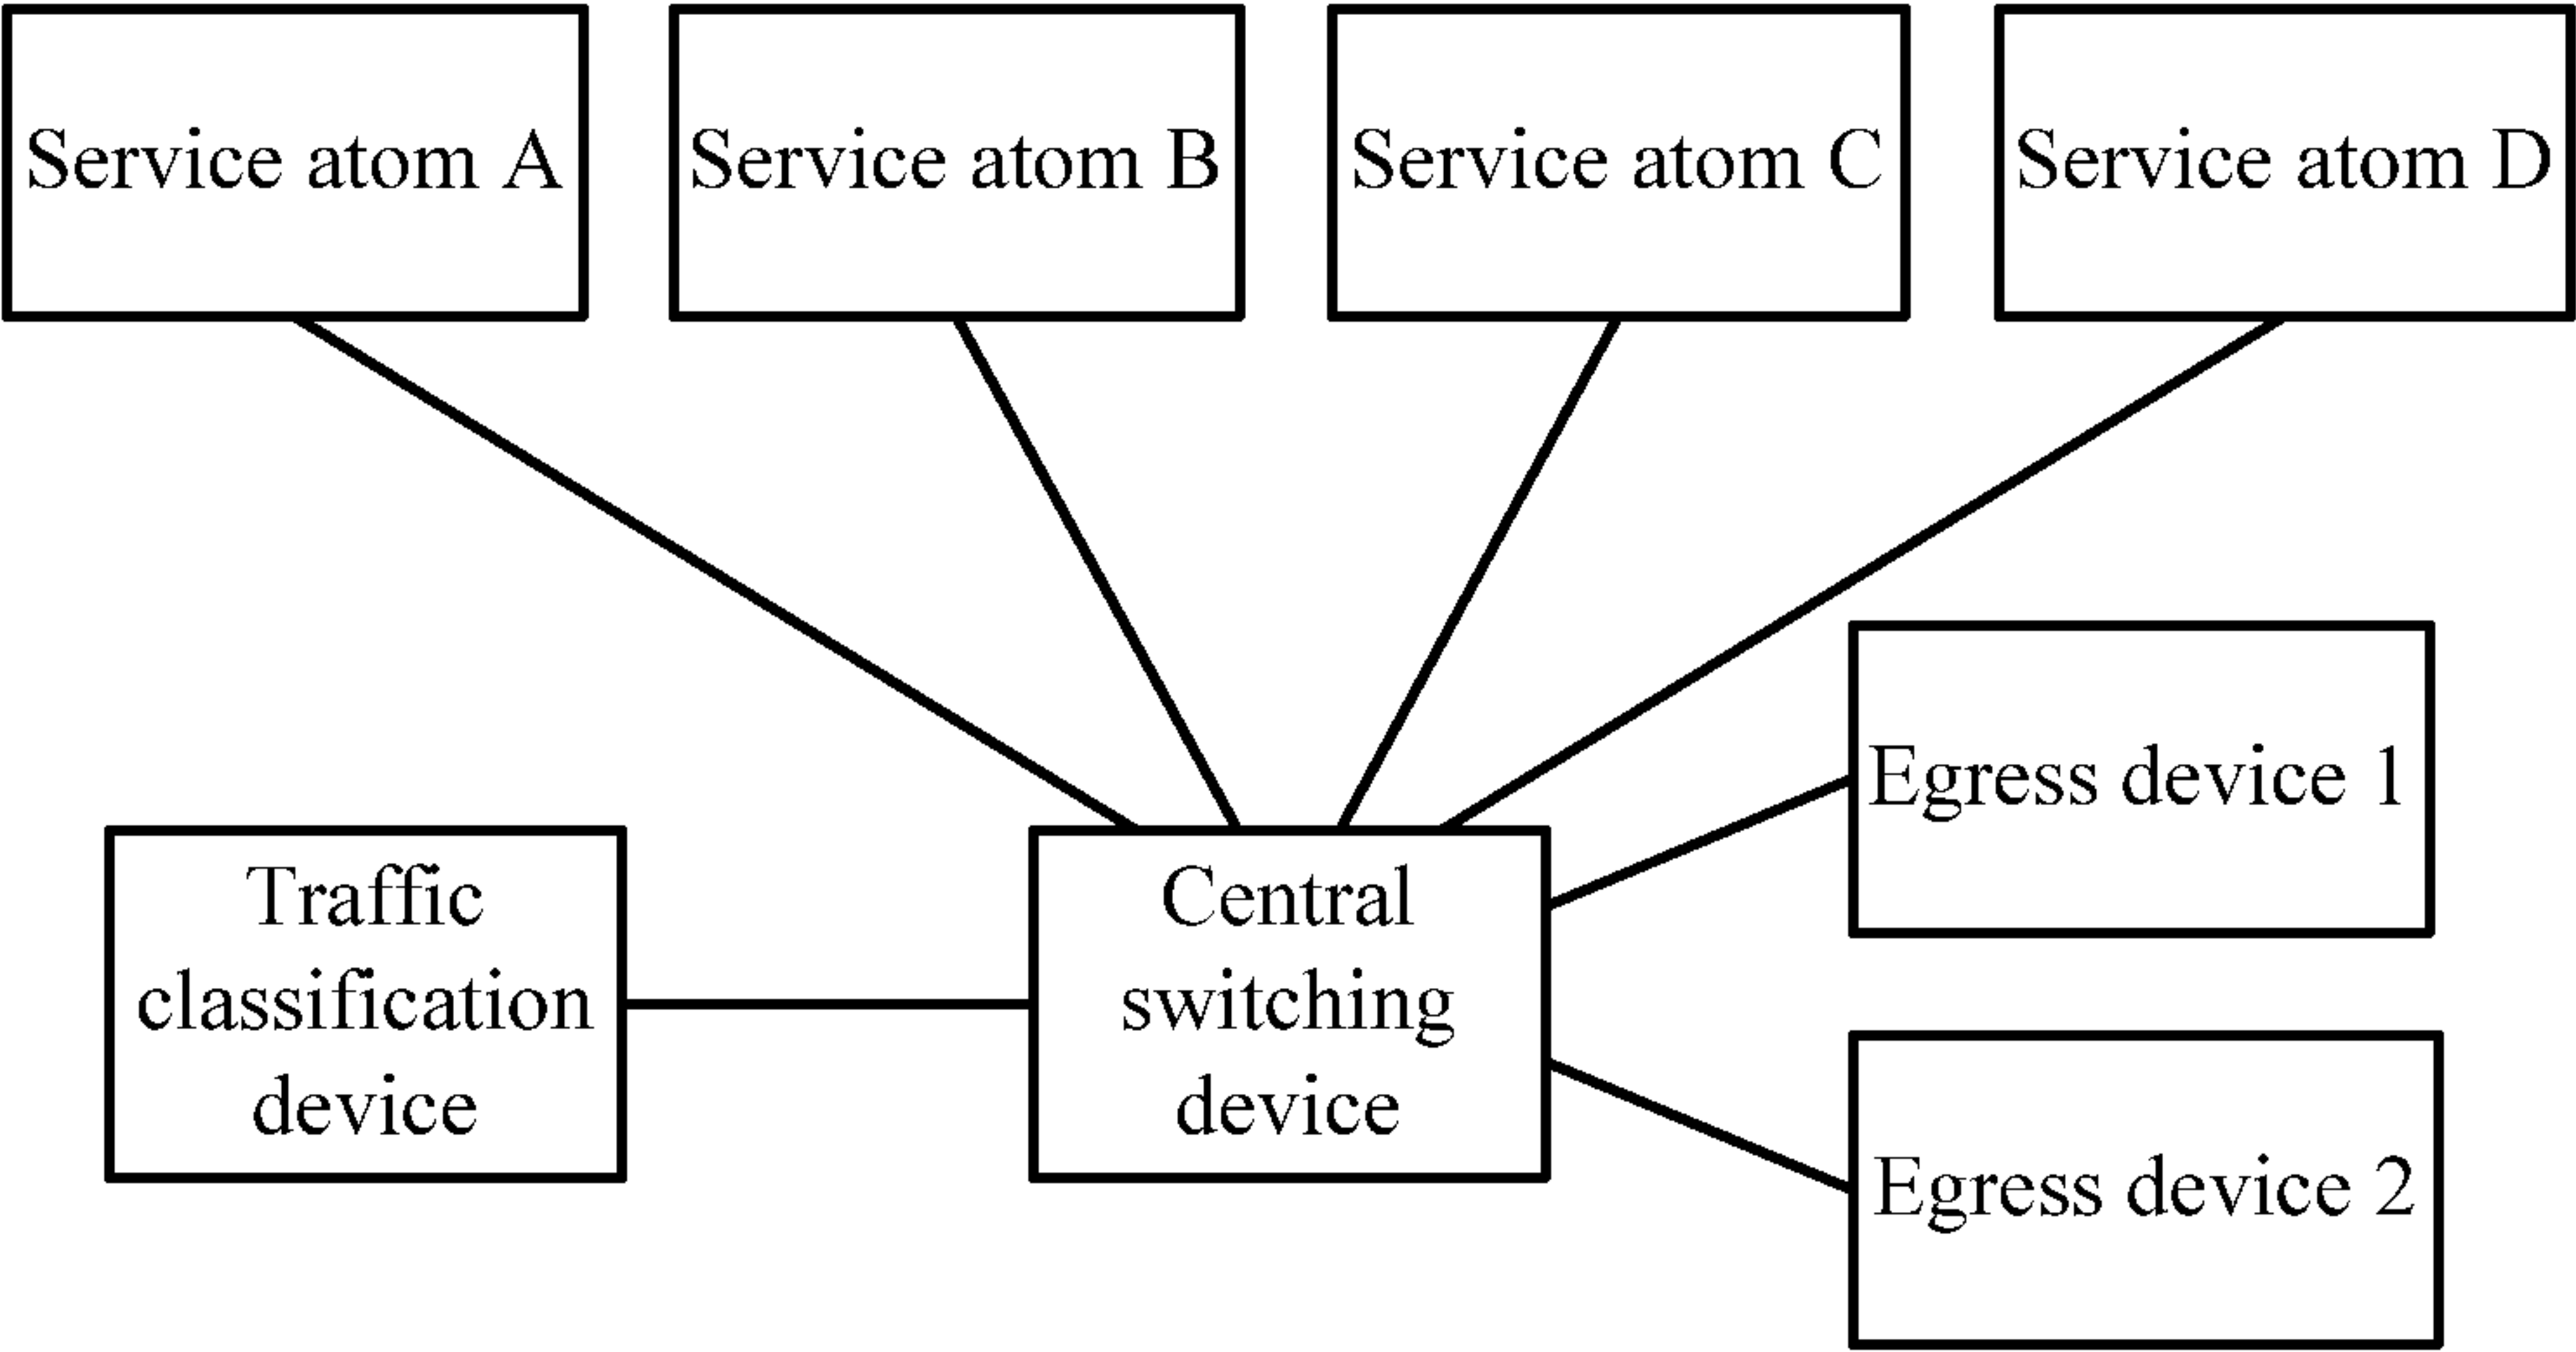 Service atom A
Service atom B
Service atom C
Service atom D
Egress device 1
Traffic
classification
device
Central
switching
device
Egress device 2